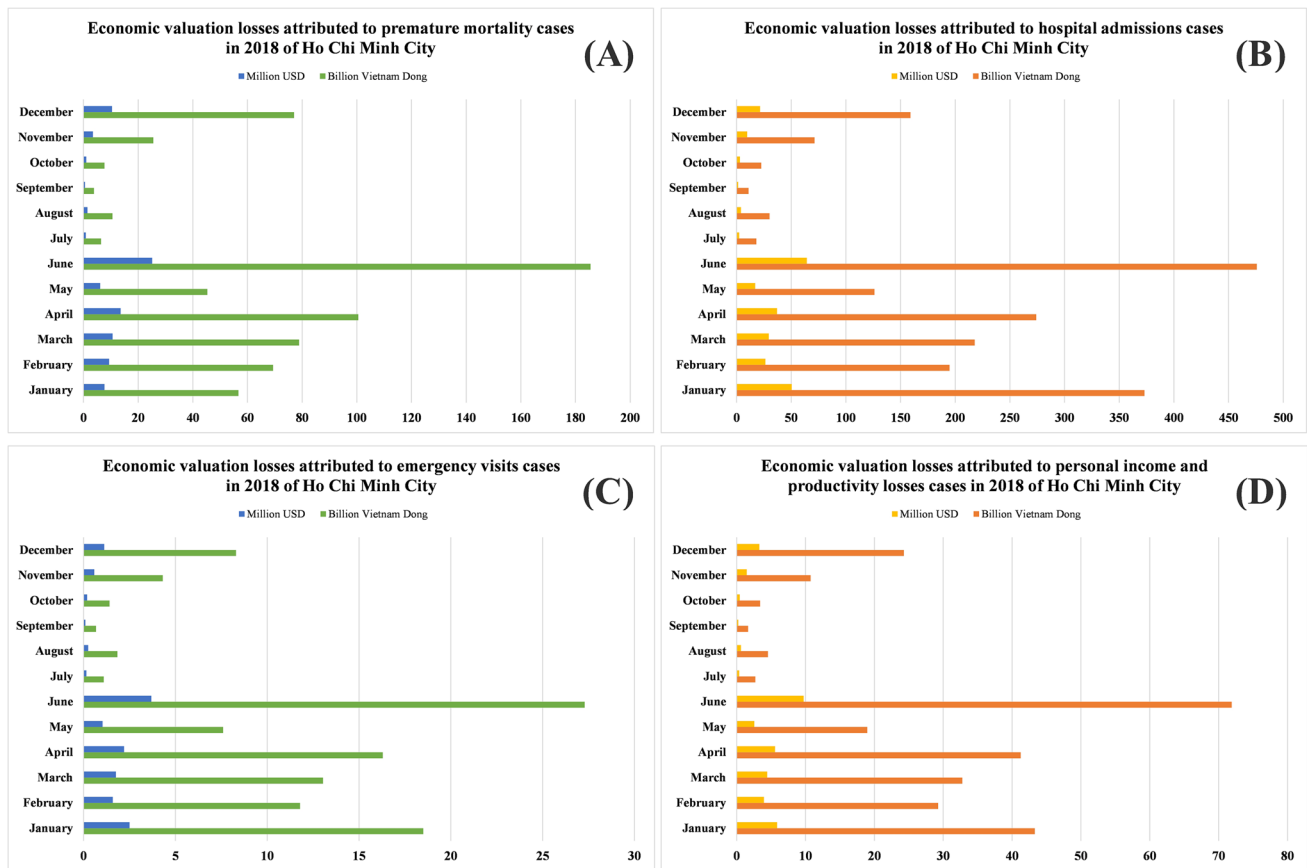 Economic valuation losses attributed to premature mortality cases
in 2018 of Ho Chi Minh City
(A)
Million USD Billion Vietnam Dong
December
November
October
September
August
July
June
May
April
March
February
January
0 20 40 60 80 100 120 140 160 180 200
Economic valuation losses attributed to hospital admissions cases
in 2018 of Ho Chi Minh City
(B)
Million USD Billion Vietnam Dong
December
November
October
September
August
July
June
May
April
March
February
January
0 50 100 150 200 250 300 350 400 450 500
Economic valuation losses attributed to emergency visits cases
in 2018 of Ho Chi Minh City
(C)
Million USD Billion Vietnam Dong
December
November
October
September
August
July
June
May
April
March
February
January
0 5 10 15 20 25 30
Economic valuation losses attributed to personal income and
productivity losses cases in 2018 of Ho Chi Minh City
(D)
Million USD Billion Vietnam Dong
December
November
October
September
August
July
June
May
April
March
February
January
0 10 20 30 40 50 60 70 80